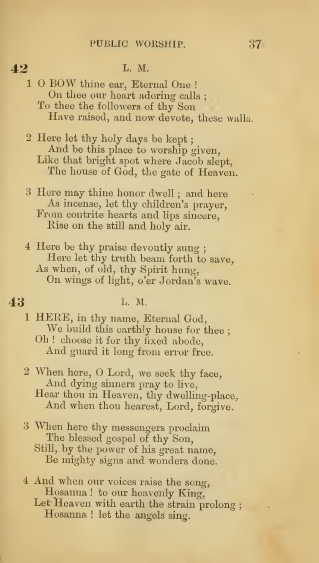 PUBLIC WORSHIP. 37
42 L. M.
1 O BOW thine ear, Eternal One !
On thee our heart adoring calls ;
To thee the followers of thy Son
Have raised, and now devote, these walls.
2 Here let thy holy days be kept ;
And be this place to worship given,
Like that bright spot where Jacob slept,
The house of God, the gate of Heaven.
3 Here may thine honor dwell ; and here
As incense, let thy children's prayer,
From contrite hearts and lips sincere,
Rise on the still and holy air.
4 Here be thy praise devoutly sung ;
Here let thy truth beam forth to save,
As when, of old, thy Spirit hung,
On wings of light, o'er Jordan's wave.
43 L. M.
1 HERE, in thy name, Eternal God,
We build this earthly house for thee ;
Oh ! choose it for thy fixed abode,
And guard it long from error free.
2 When here, O Lord, we seek thy face,
And dying sinners pray to live,
Hear thou in Heaven, thy dwelling-place,
And when thou hearest, Lord, forgive.
3 When here thy messengers proclaim
The blessed gospel of thy Son,
Still, by the power of his great name,
Be mighty signs and wonders done.
4 And when our voices raise the song,
Hosanna ! to our heavenly King,
Let Heaven with earth the strain prolong ;
Hosanna ! let the angels sing.